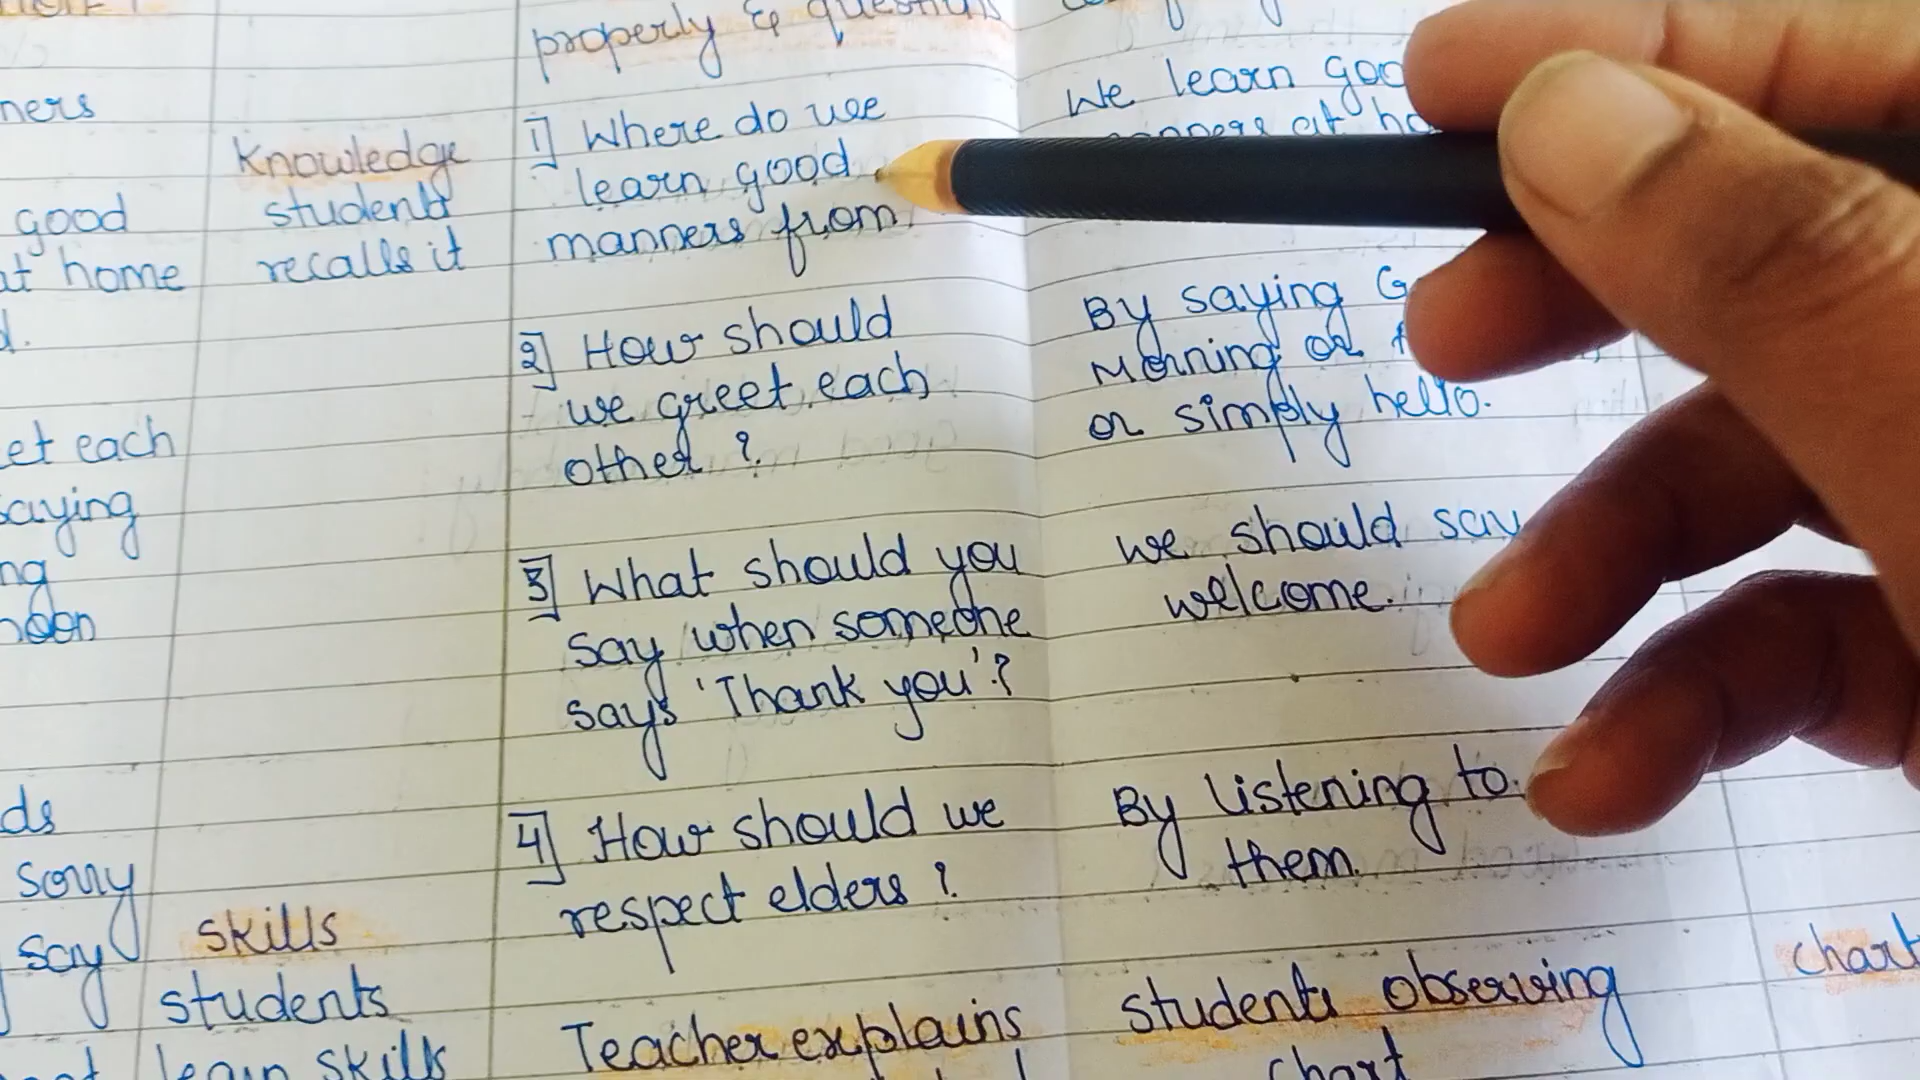 properly & questions
ners
good
at home
d.
et each
saying
ng
noon
ds
sorry
say
Knowledge
students
recalls it
skills
students
learn skills
1] Where do we
learn good
manners from
2] How should
we greet each
other ?
3] What should you
say when someone
says 'Thank you'?
4] How should we
respect elders ?
Teacher explains
We learn goo
at ho
By saying G
Morning or
or simply hello.
we should say
welcome.
By listening to
them.
students observing
chart
chart